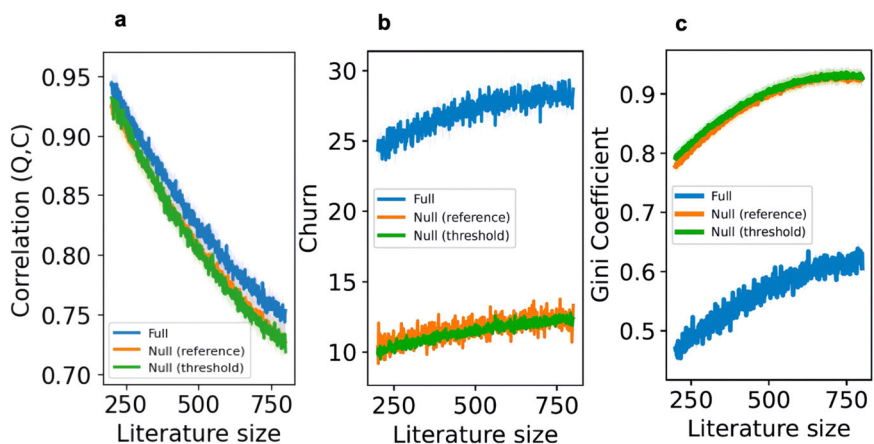 a
0.95
0.90
0.85
0.80
0.75
0.70
Correlation (Q,C)
Full
Null (reference)
Null (threshold)
250
500
750
Literature size
b
30
25
20
15
10
Churn
Full
Null (reference)
Null (threshold)
250
500
750
Literature size
c
0.9
0.8
0.7
0.6
0.5
Gini Coefficient
Full
Null (reference)
Null (threshold)
250
500
750
Literature size